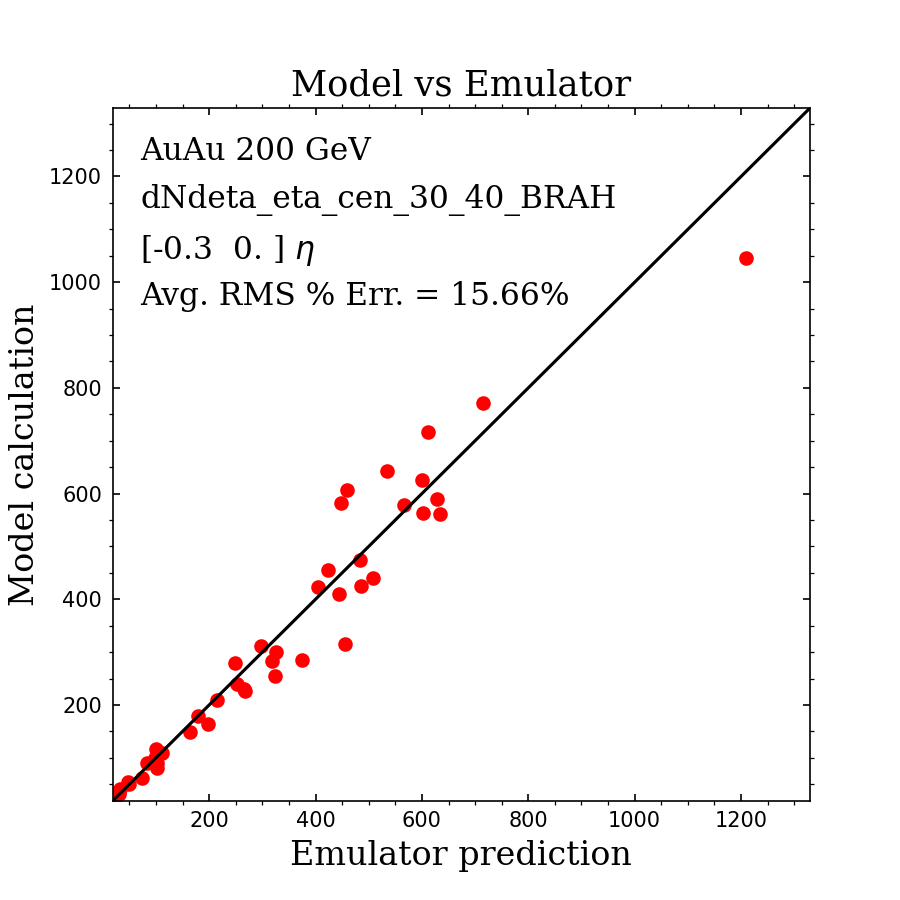 Model vs Emulator
AuAu 200 GeV
dNdeta_eta_cen_30_40_BRAH
[-0.3  0. ] η
Avg. RMS % Err. = 15.66%
Model calculation
1200
1000
800
600
400
200
200 400 600 800 1000 1200
Emulator prediction